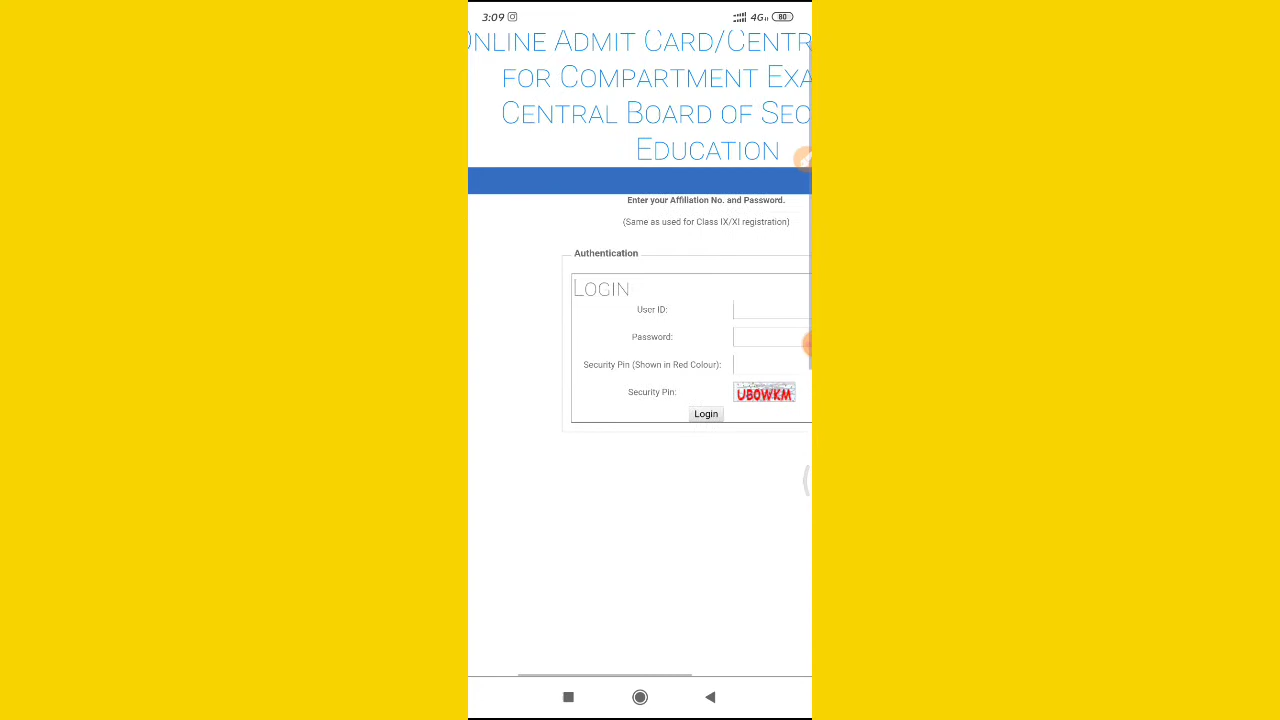 3:09 4G 80
Online Admit Card/Centr
for Compartment Exa
Central Board of Sec
Education
Enter your Affiliation No. and Password.
(Same as used for Class IX/XI registration)
Authentication
Login
User ID:
Password:
Security Pin (Shown in Red Colour):
Security Pin: UBOWKM
Login